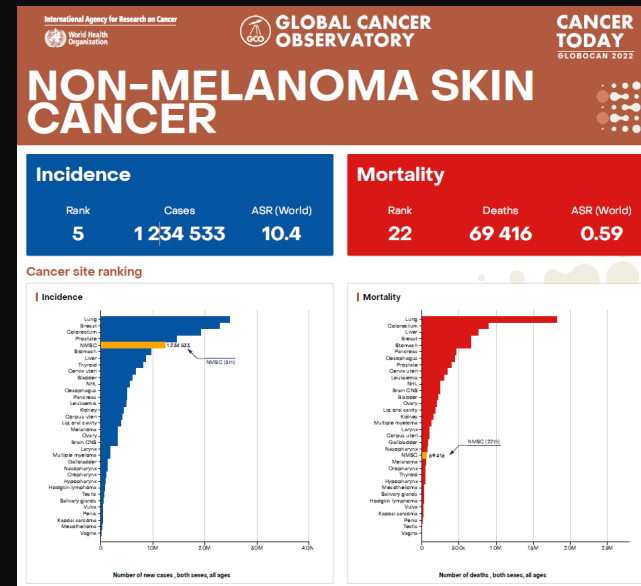 International Agency for Research on Cancer
World Health
Organization
GCO
GLOBAL CANCER
OBSERVATORY
CANCER
TODAY
GLOBOCAN 2022
NON-MELANOMA SKIN
CANCER
Incidence
Rank Cases ASR (World)
5 1 234 533 10.4
Mortality
Rank Deaths ASR (World)
22 69 416 0.59
Cancer site ranking
Incidence
Lung
Breast
Colorectum
Prostate
NMSC 1 234 533
Stomach
NMSC (5th)
Liver
Thyroid
Cervix uteri
Bladder
NHL
Oesophagus
Pancreas
Leukaemia
Kidney
Corpus uteri
Lip, oral cavity
Melanoma
Ovary
Brain CNS
Larynx
Multiple myeloma
Gallbladder
Nasopharynx
Oropharynx
Hypopharynx
Hodgkin lymphoma
Testis
Salivary glands
Vulva
Penis
Kaposi sarcoma
Mesothelioma
Vagina
0 1.0M 2.0M 3.0M 4.0M
Number of new cases , both sexes, all ages
Mortality
Lung
Colorectum
Liver
Breast
Stomach
Pancreas
Oesophagus
Prostate
Cervix uteri
Leukaemia
NHL
Brain CNS
Bladder
Ovary
Lip, oral cavity
Kidney
Multiple myeloma
Larynx
Corpus uteri
Gallbladder
Nasopharynx
NMSC (22th)
NMSC 69 416
Melanoma
Oropharynx
Thyroid
Hypopharynx
Mesothelioma
Salivary glands
Hodgkin lymphoma
Testis
Vulva
Kaposi sarcoma
Penis
Testis
Vagina
0 500k 1.0M 1.5M 2.0M 2.5M
Number of deaths , both sexes, all ages